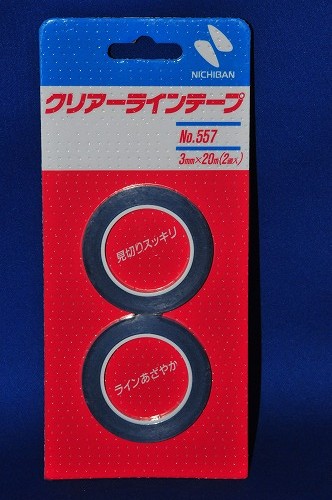 NICHIBAN
クリアーラインテープ
No.557
3mm×20m(2個入)
見切りスッキリ
ラインあざやか